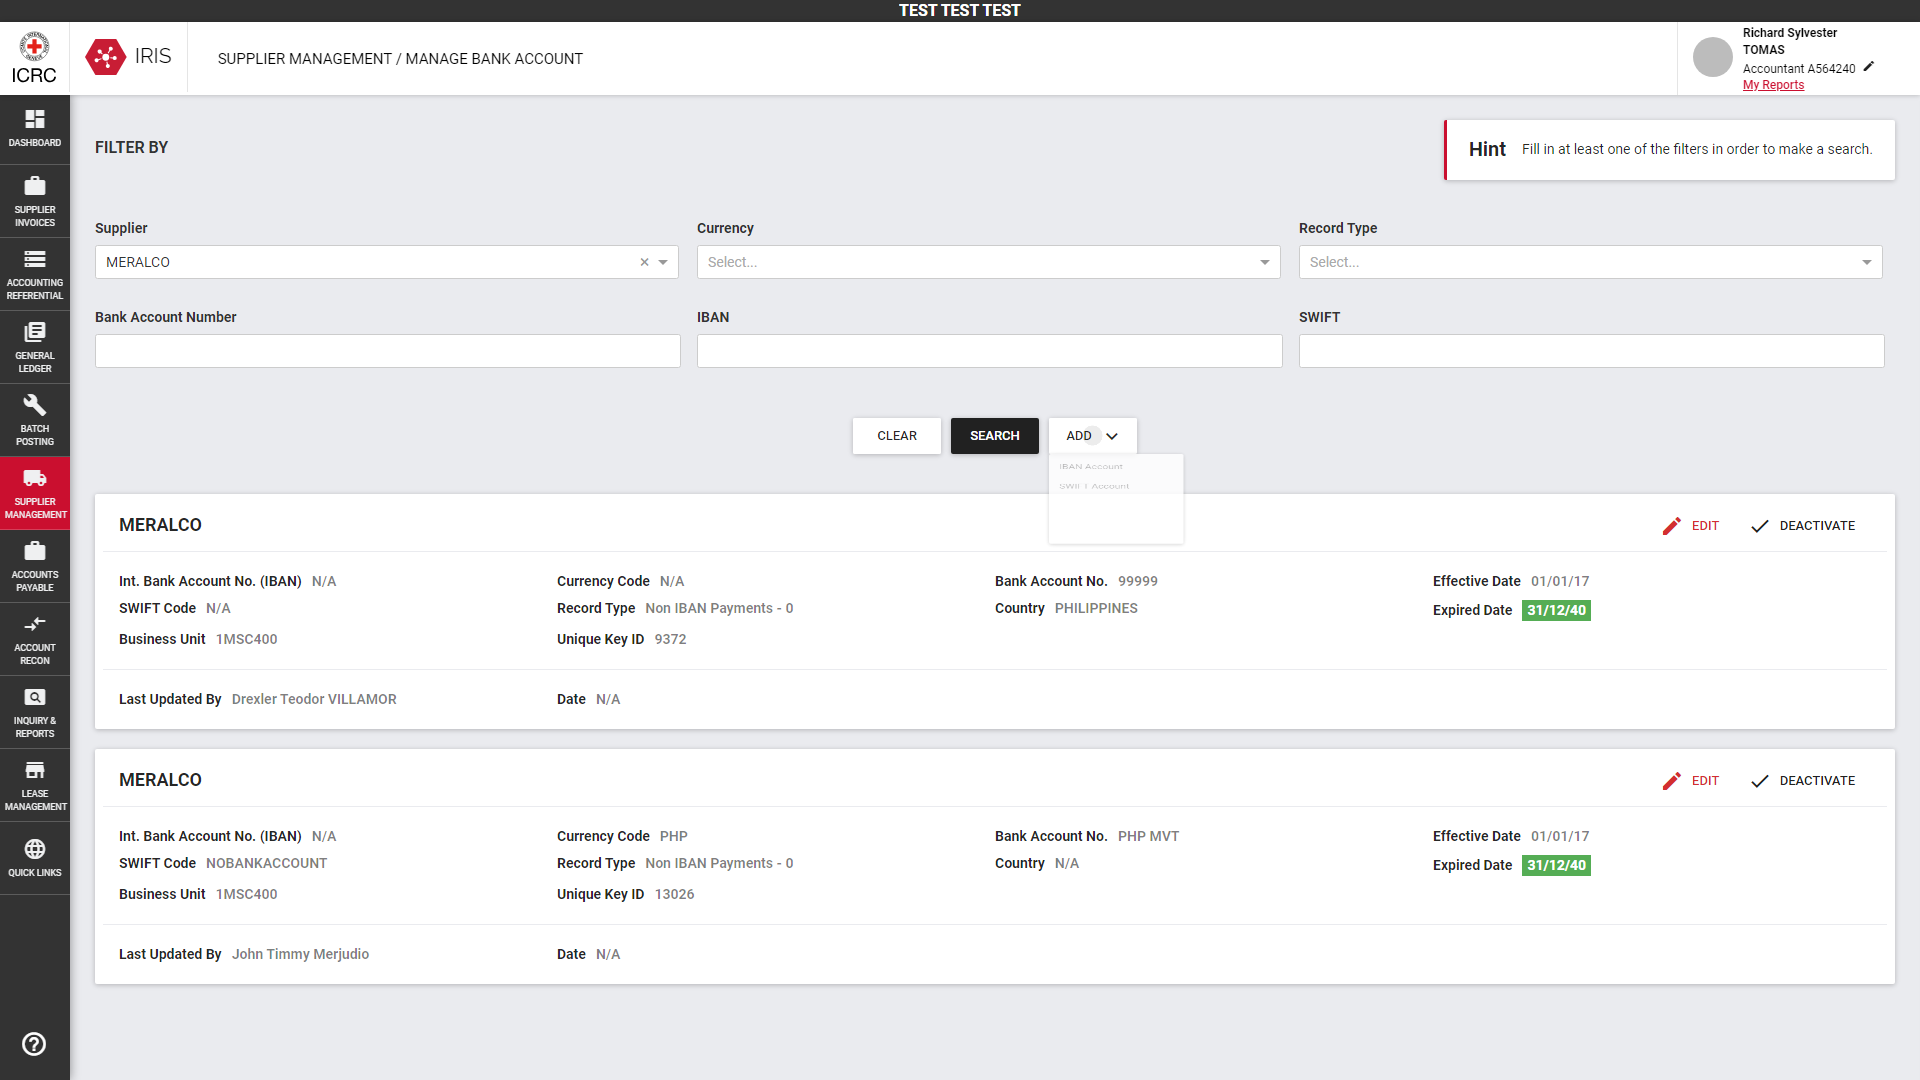 TEST TEST TEST
ICRC
IRIS
SUPPLIER MANAGEMENT / MANAGE BANK ACCOUNT
Richard Sylvester
TOMAS
Accountant A564240
My Reports
DASHBOARD
SUPPLIER
INVOICES
ACCOUNTING
REFERENTIAL
GENERAL
LEDGER
BATCH
POSTING
SUPPLIER
MANAGEMENT
ACCOUNTS
PAYABLE
ACCOUNT
RECON
INQUIRY &
REPORTS
LEASE
MANAGEMENT
QUICK LINKS
FILTER BY
Hint Fill in at least one of the filters in order to make a search.
Supplier Currency Record Type
MERALCO Select... Select...
Bank Account Number IBAN SWIFT
CLEAR SEARCH ADD
IBAN Account
SWIFT Account
MERALCO EDIT DEACTIVATE
Int. Bank Account No. (IBAN) N/A Currency Code N/A Bank Account No. 99999 Effective Date 01/01/17
SWIFT Code N/A Record Type Non IBAN Payments - 0 Country PHILIPPINES Expired Date 31/12/40
Business Unit 1MSC400 Unique Key ID 9372
Last Updated By Drexler Teodor VILLAMOR Date N/A
MERALCO EDIT DEACTIVATE
Int. Bank Account No. (IBAN) N/A Currency Code PHP Bank Account No. PHP MVT Effective Date 01/01/17
SWIFT Code NOBANKACCOUNT Record Type Non IBAN Payments - 0 Country N/A Expired Date 31/12/40
Business Unit 1MSC400 Unique Key ID 13026
Last Updated By John Timmy Merjudio Date N/A